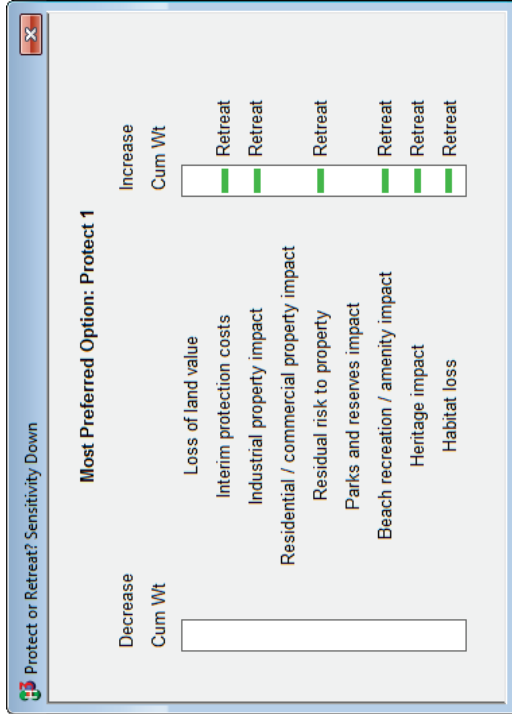 Protect or Retreat? Sensitivity Down
Most Preferred Option: Protect 1
Decrease Increase
Cum Wt Cum Wt
Loss of land value
Interim protection costs Retreat
Industrial property impact Retreat
Residential / commercial property impact
Residual risk to property Retreat
Parks and reserves impact
Beach recreation / amenity impact Retreat
Heritage impact Retreat
Habitat loss Retreat